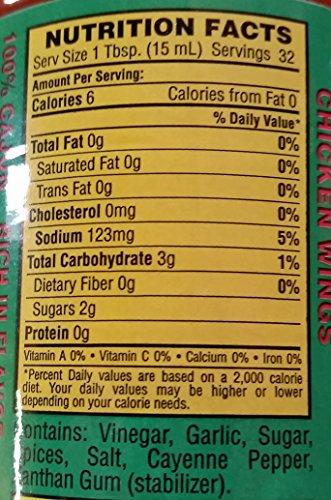 NUTRITION FACTS
Serv Size 1 Tbsp. (15 mL) Servings 32
Amount Per Serving:
Calories 6 Calories from Fat 0
% Daily Value*
Total Fat 0g 0%
Saturated Fat 0g 0%
Trans Fat 0g 0%
Cholesterol 0mg 0%
Sodium 123mg 5%
Total Carbohydrate 3g 1%
Dietary Fiber 0g 0%
Sugars 2g
Protein 0g
Vitamin A 0% • Vitamin C 0% • Calcium 0% • Iron 0%
*Percent Daily values are based on a 2,000 calorie
diet. Your daily values may be higher or lower
depending on your calorie needs.
ontains: Vinegar, Garlic, Sugar,
pices, Salt, Cayenne Pepper,
anthan Gum (stabilizer).
CHICKEN WINGS
100%